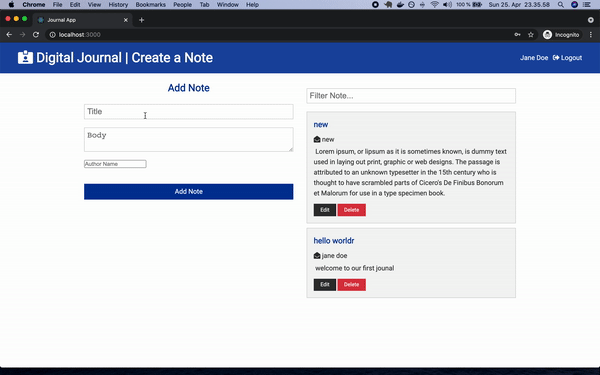 Chrome File Edit View History Bookmarks People Tab Window Help 100 % Sun 25. Apr 23.35.58
Journal App
localhost:3000 Incognito
Digital Journal | Create a Note Jane Doe Logout
Add Note
Title
Body
Author Name
Add Note
Filter Note...
new
new
Lorem ipsum, or lipsum as it is sometimes known, is dummy text
used in laying out print, graphic or web designs. The passage is
attributed to an unknown typesetter in the 15th century who is
thought to have scrambled parts of Cicero's De Finibus Bonorum
et Malorum for use in a type specimen book.
Edit Delete
hello worldr
jane doe
welcome to our first jounal
Edit Delete